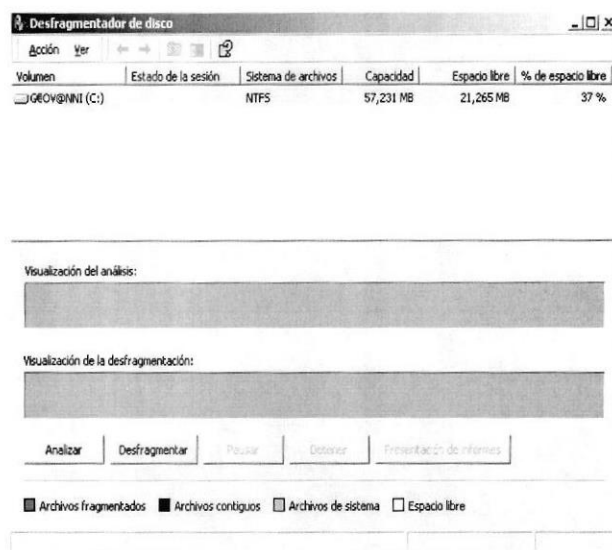 Desfragmentador de disco
Acción Ver
Volumen Estado de la sesión Sistema de archivos Capacidad Espacio libre % de espacio libre
GEOV@NNI (C:) NTFS 57,231 MB 21,265 MB 37 %
Visualización del análisis:
Visualización de la desfragmentación:
Analizar Desfragmentar Pausar Detener Presentación de informes
Archivos fragmentados Archivos contiguos Archivos de sistema Espacio libre